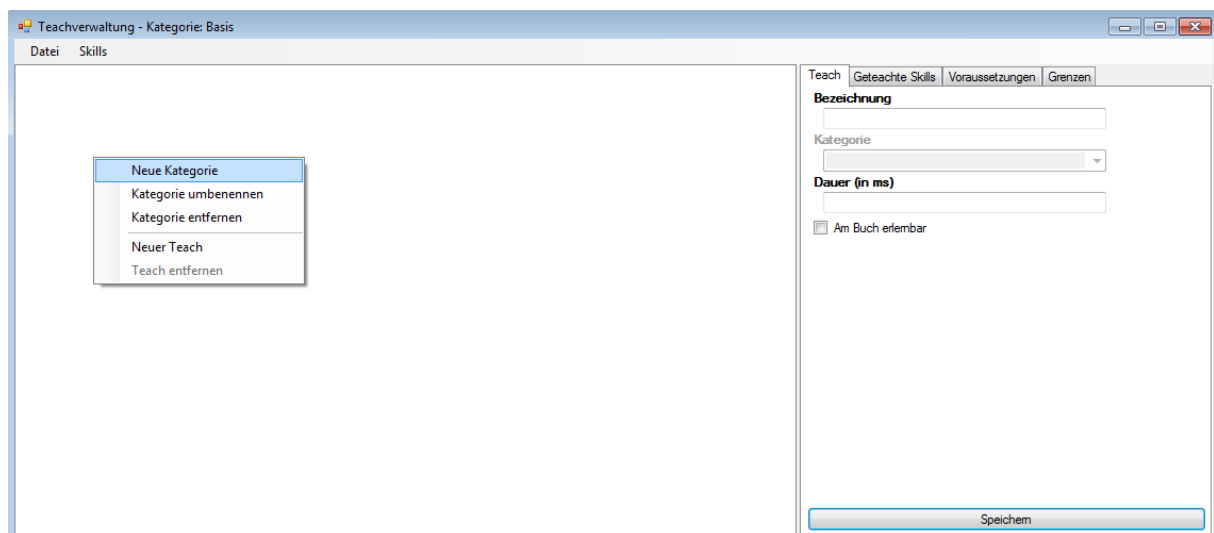 Teachverwaltung - Kategorie: Basis
Datei Skills
Neue Kategorie
Kategorie umbenennen
Kategorie entfernen
Neuer Teach
Teach entfernen
Teach Geteachte Skills Voraussetzungen Grenzen
Bezeichnung
Kategorie
Dauer (in ms)
Am Buch erlernbar
Speichern